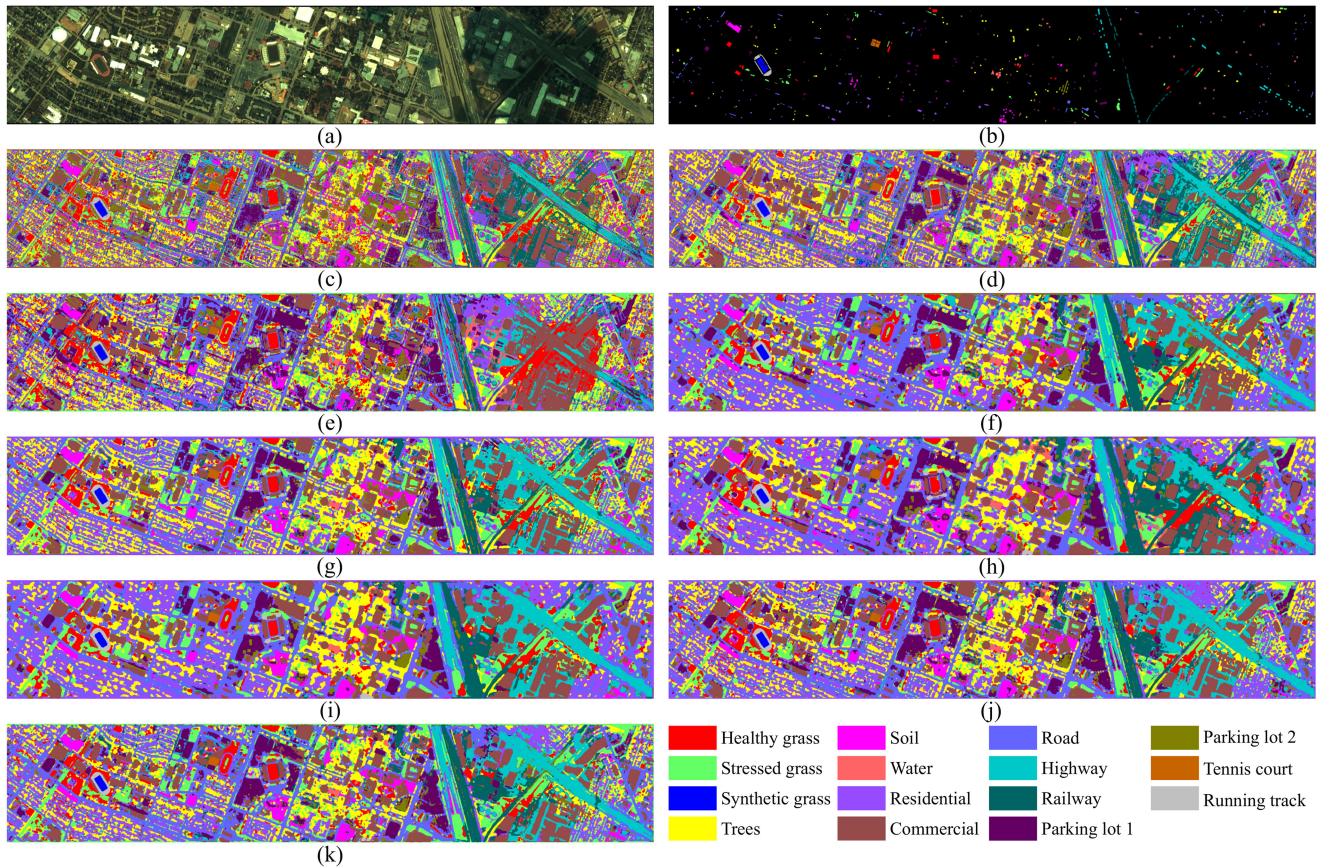 (a)
(b)
(c)
(d)
(e)
(f)
(g)
(h)
(i)
(j)
Healthy grass
Soil
Road
Parking lot 2
Stressed grass
Water
Highway
Tennis court
Synthetic grass
Residential
Railway
Running track
Trees
Commercial
Parking lot 1
(k)